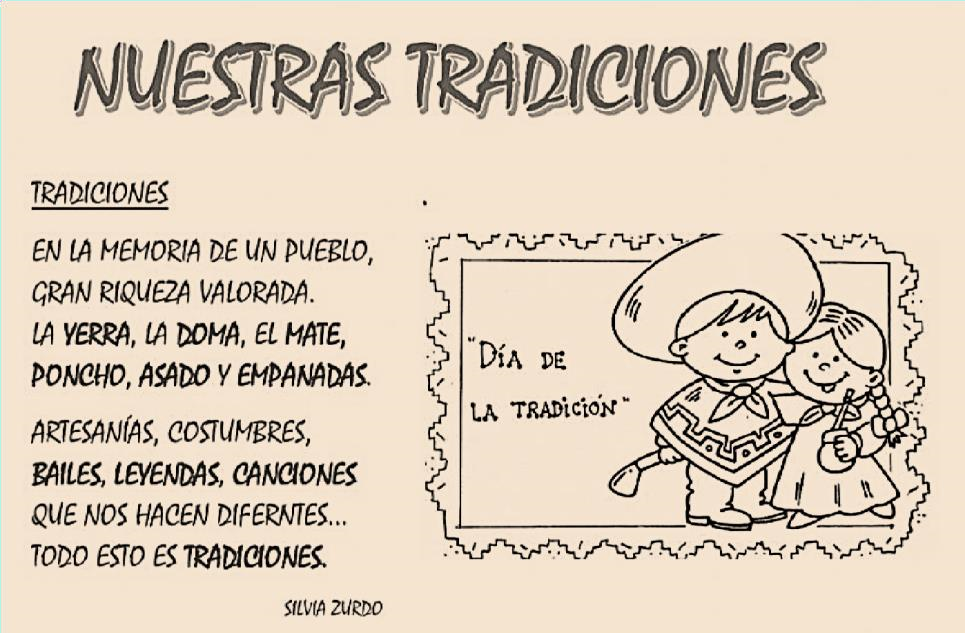 NUESTRAS TRADICIONES
TRADICIONES
EN LA MEMORIA DE UN PUEBLO,
GRAN RIQUEZA VALORADA.
LA YERRA, LA DOMA, EL MATE,
PONCHO, ASADO Y EMPANADAS.
ARTESANÍAS, COSTUMBRES,
BAILES, LEYENDAS, CANCIONES
QUE NOS HACEN DIFERNTES...
TODO ESTO ES TRADICIONES.
SILVIA ZURDO
"DÍA DE
LA TRADICIÓN"